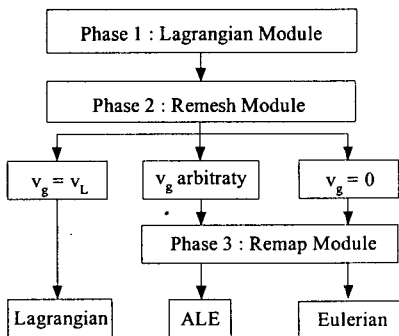 Phase 1 : Lagrangian Module
Phase 2 : Remesh Module
v_g = v_L
v_g arbitraty
v_g = 0
Phase 3 : Remap Module
Lagrangian
ALE
Eulerian